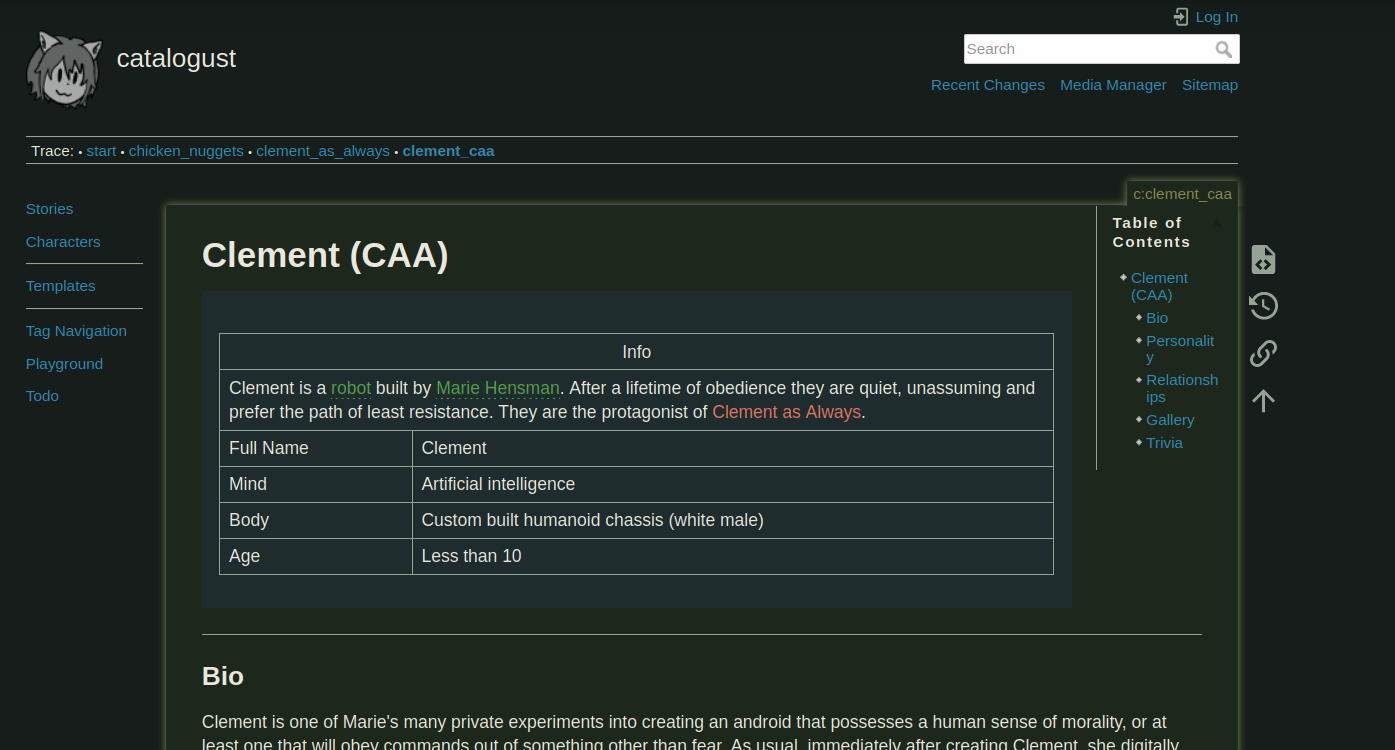 Log In
catalogust
Search
Recent Changes Media Manager Sitemap
Trace: • start • chicken_nuggets • clement_as_always • clement_caa
Stories
Characters
Templates
Tag Navigation
Playground
Todo
c:clement_caa
Table of
Contents
Clement
(CAA)
Bio
Personalit
y
Relationsh
ips
Gallery
Trivia
Clement (CAA)
Info
Clement is a robot built by Marie Hensman. After a lifetime of obedience they are quiet, unassuming and
prefer the path of least resistance. They are the protagonist of Clement as Always.
Full Name Clement
Mind Artificial intelligence
Body Custom built humanoid chassis (white male)
Age Less than 10
Bio
Clement is one of Marie's many private experiments into creating an android that possesses a human sense of morality, or at
least one that will obey commands out of something other than fear. As usual, immediately after creating Clement, she digitally